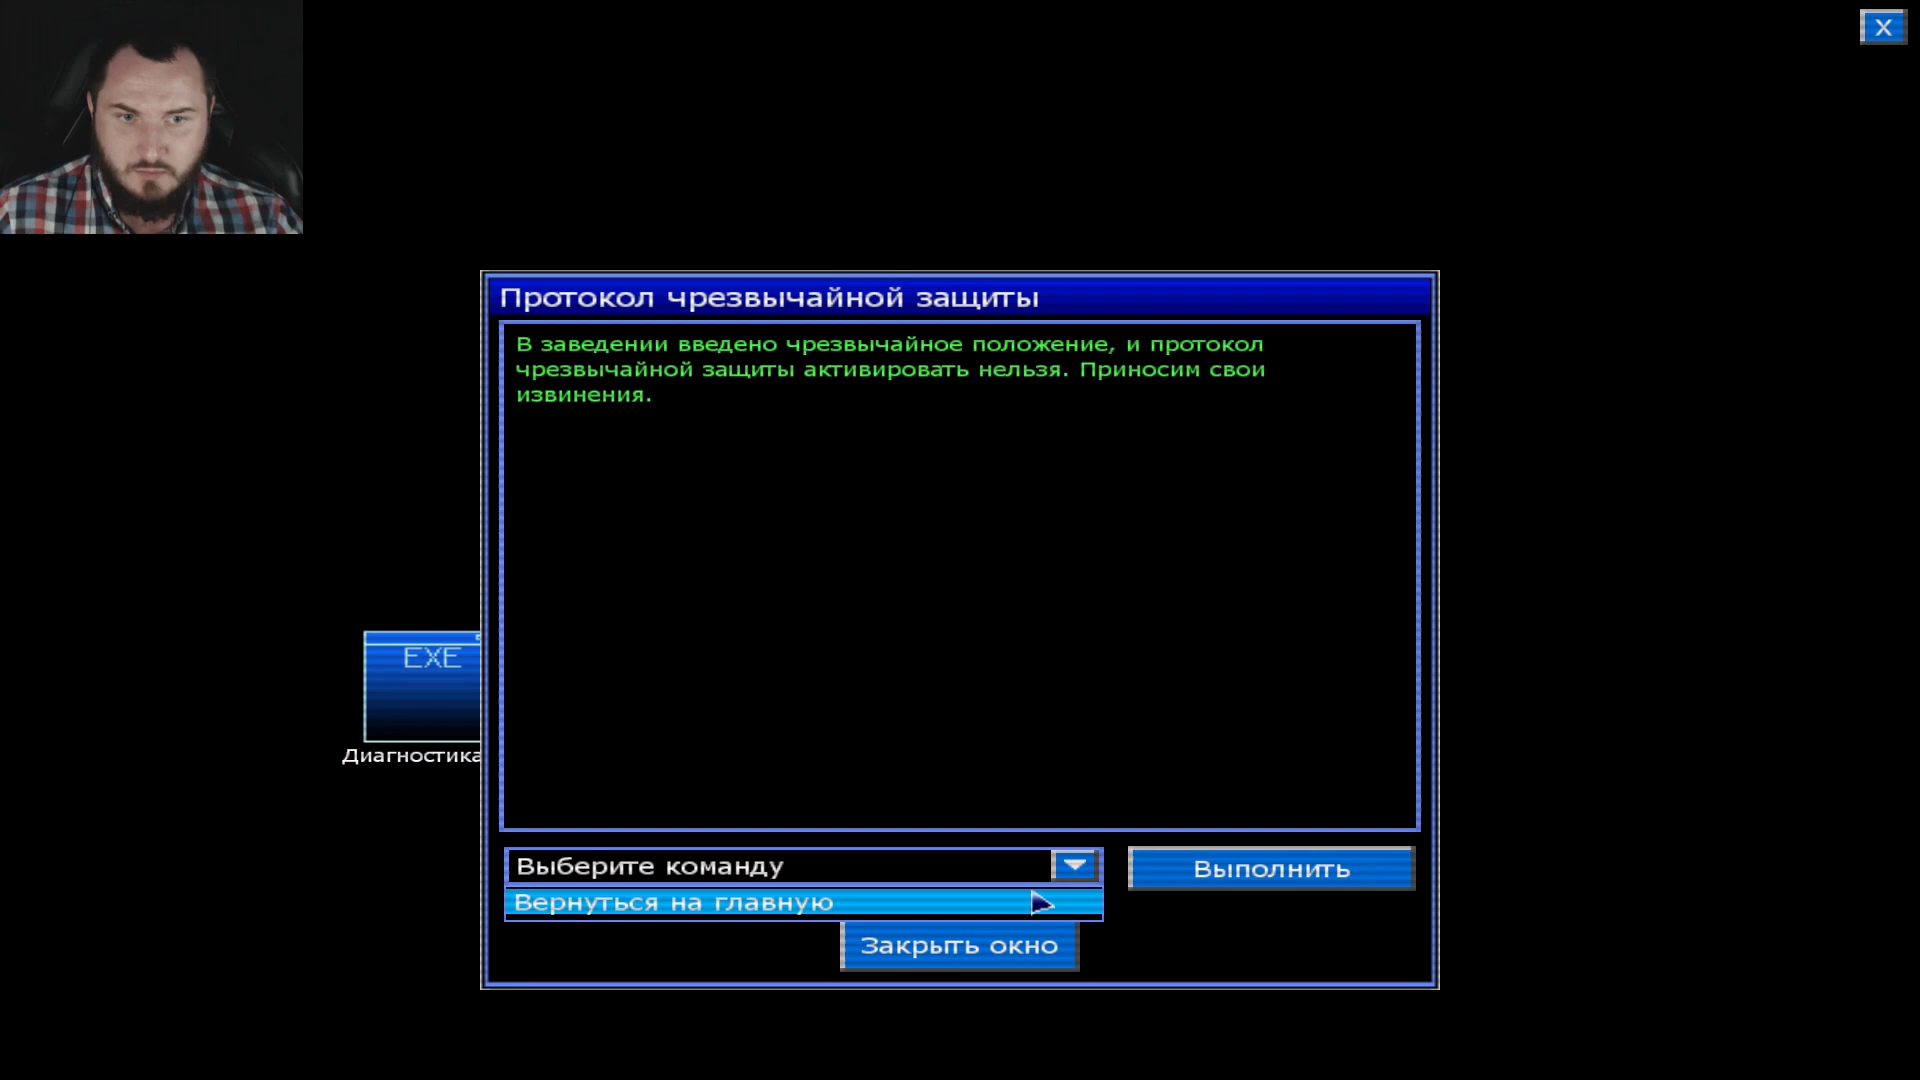 X
Протокол чрезвычайной защиты
В заведении введено чрезвычайное положение, и протокол
чрезвычайной защиты активировать нельзя. Приносим свои
извинения.
EXE
Диагностика
Выберите команду
Выполнить
Вернуться на главную
Закрыть окно